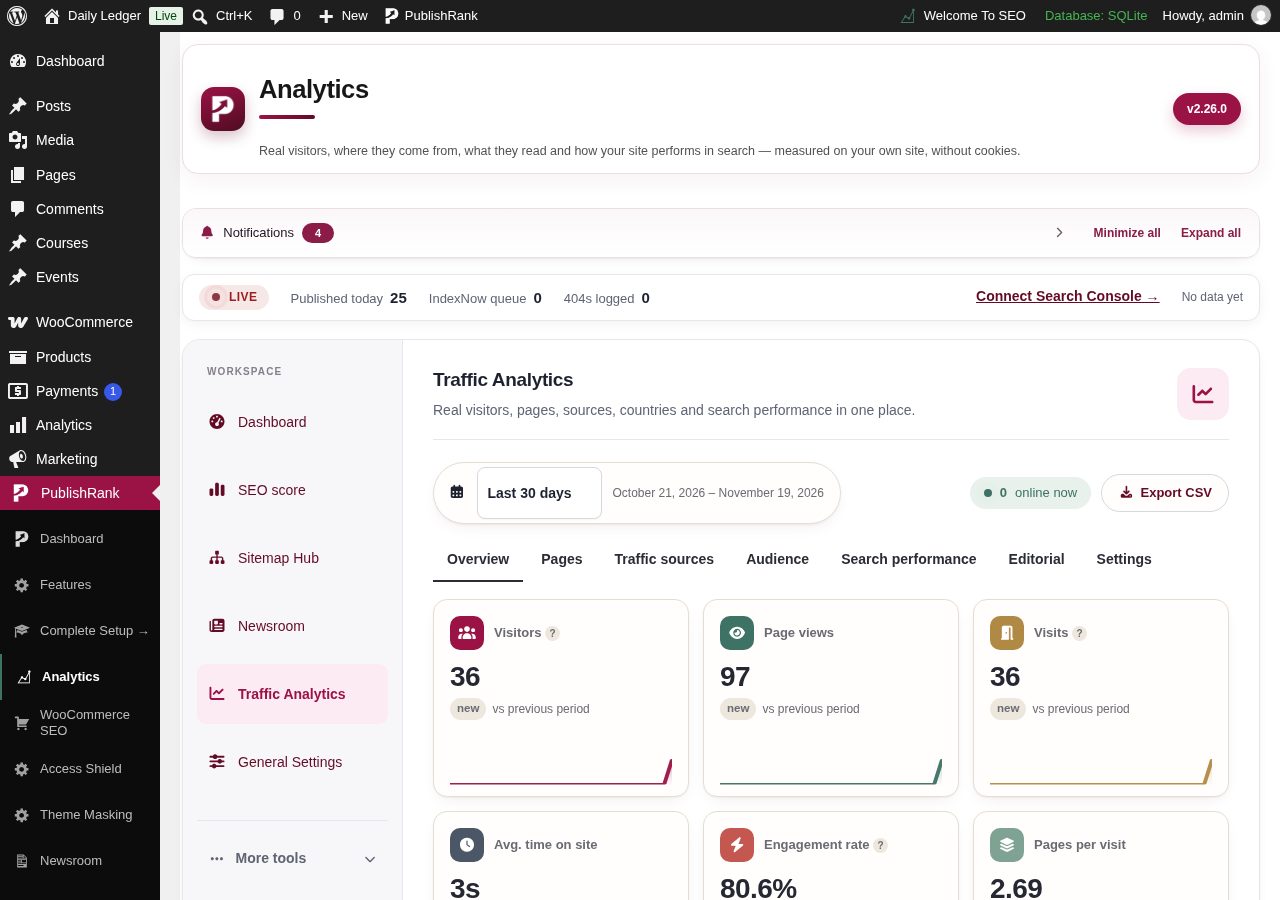 Daily Ledger Live Ctrl+K 0 New PublishRank Welcome To SEO Database: SQLite Howdy, admin
Dashboard
Posts
Media
Pages
Comments
Courses
Events
WooCommerce
Products
Payments 1
Analytics
Marketing
PublishRank
Dashboard
Features
Complete Setup →
Analytics
WooCommerce
SEO
Access Shield
Theme Masking
Newsroom
Analytics
v2.26.0
Real visitors, where they come from, what they read and how your site performs in search — measured on your own site, without cookies.
Notifications 4 Minimize all Expand all
LIVE Published today 25 IndexNow queue 0 404s logged 0 Connect Search Console → No data yet
WORKSPACE
Dashboard
SEO score
Sitemap Hub
Newsroom
Traffic Analytics
General Settings
More tools
Traffic Analytics
Real visitors, pages, sources, countries and search performance in one place.
Last 30 days October 21, 2026 – November 19, 2026 0 online now Export CSV
Overview Pages Traffic sources Audience Search performance Editorial Settings
Visitors ? Page views Visits ?
36 97 36
new vs previous period new vs previous period new vs previous period
Avg. time on site Engagement rate ? Pages per visit
3s 80.6% 2.69